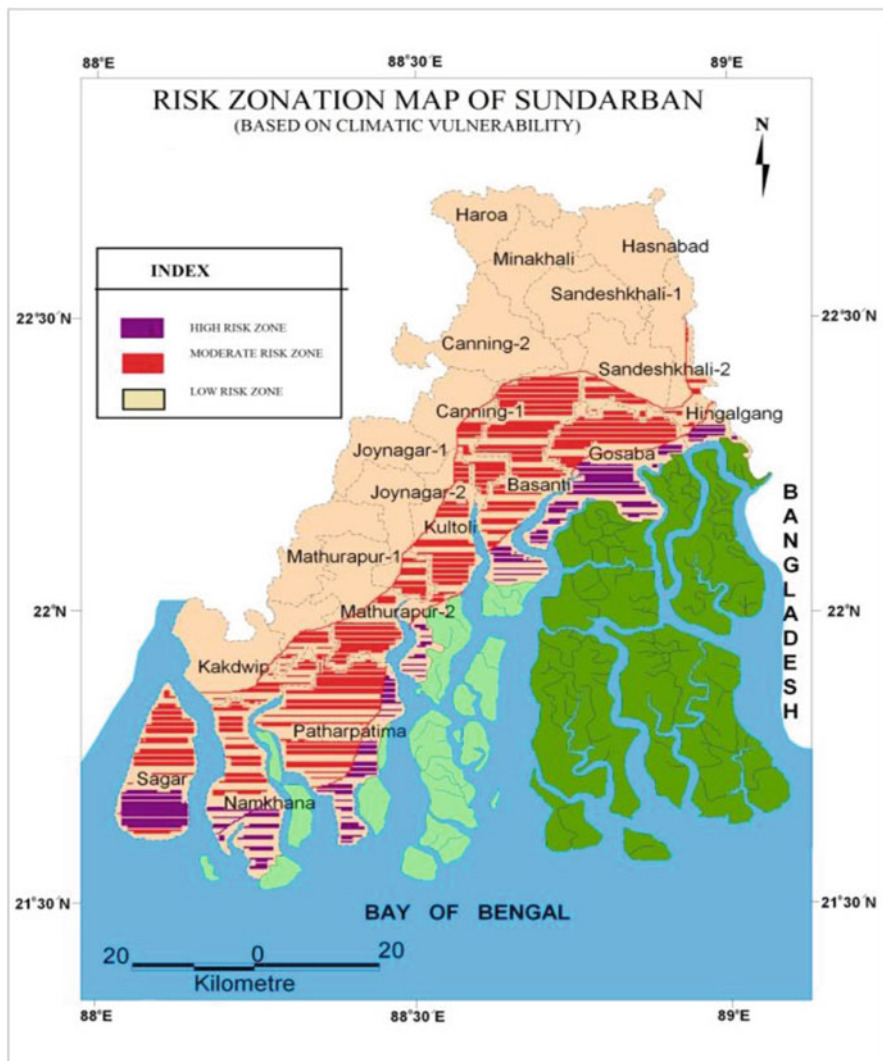 88°E 88°30′E 89°E
RISK ZONATION MAP OF SUNDARBAN
(BASED ON CLIMATIC VULNERABILITY)
N
INDEX
HIGH RISK ZONE
MODERATE RISK ZONE
LOW RISK ZONE
Haroa
Hasnabad
Minakhali
Sandeshkhali-1
22°30′N 22°30′N
Canning-2
Sandeshkhali-2
Canning-1
Hingalgang
Joynagar-1
Gosaba
Joynagar-2
Basanti
Kultoli
BANGLADESH
Mathurapur-1
22°N 22°N
Mathurapur-2
Kakdwip
Patharpatima
Sagar
Namkhana
21°30′N 21°30′N
BAY OF BENGAL
20 0 20
Kilometre
88°E 88°30′E 89°E